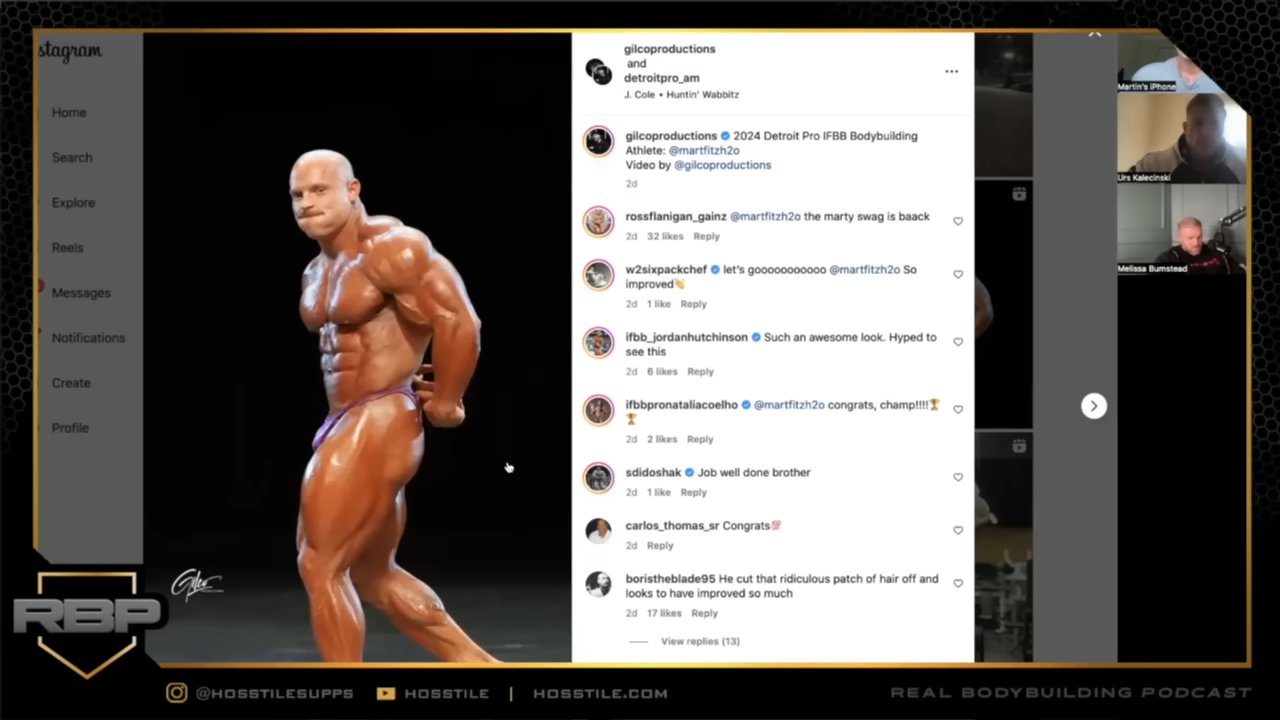 stagram
Home
Search
Explore
Reels
Messages
Notifications
Create
Profile
gilcoproductions
and
detroitpro_am
J. Cole • Huntin' Wabbitz
gilcoproductions 2024 Detroit Pro IFBB Bodybuilding
Athlete: @martfitzh2o
Video by @gilcoproductions
2d
rossflanigan_gainz @martfitzh2o the marty swag is baack
2d 32 likes Reply
w2sixpackchef let's gooooooooooo @martfitzh2o So
improved👏
2d 1 like Reply
ifbb_jordanhutchinson Such an awesome look. Hyped to
see this
2d 6 likes Reply
ifbbpronataliacoelho @martfitzh2o congrats, champ!!!!🏆
🏆
2d 2 likes Reply
sdidoshak Job well done brother
2d 1 like Reply
carlos_thomas_sr Congrats💯
2d Reply
boristheblade95 He cut that ridiculous patch of hair off and
looks to have improved so much
2d 17 likes Reply
View replies (13)
Martin's iPhone
Urs Kalecinski
Melissa Bumstead
Gilco
RBP
@HOSSTILESUPPS HOSSTILE | HOSSTILE.COM
REAL BODYBUILDING PODCAST